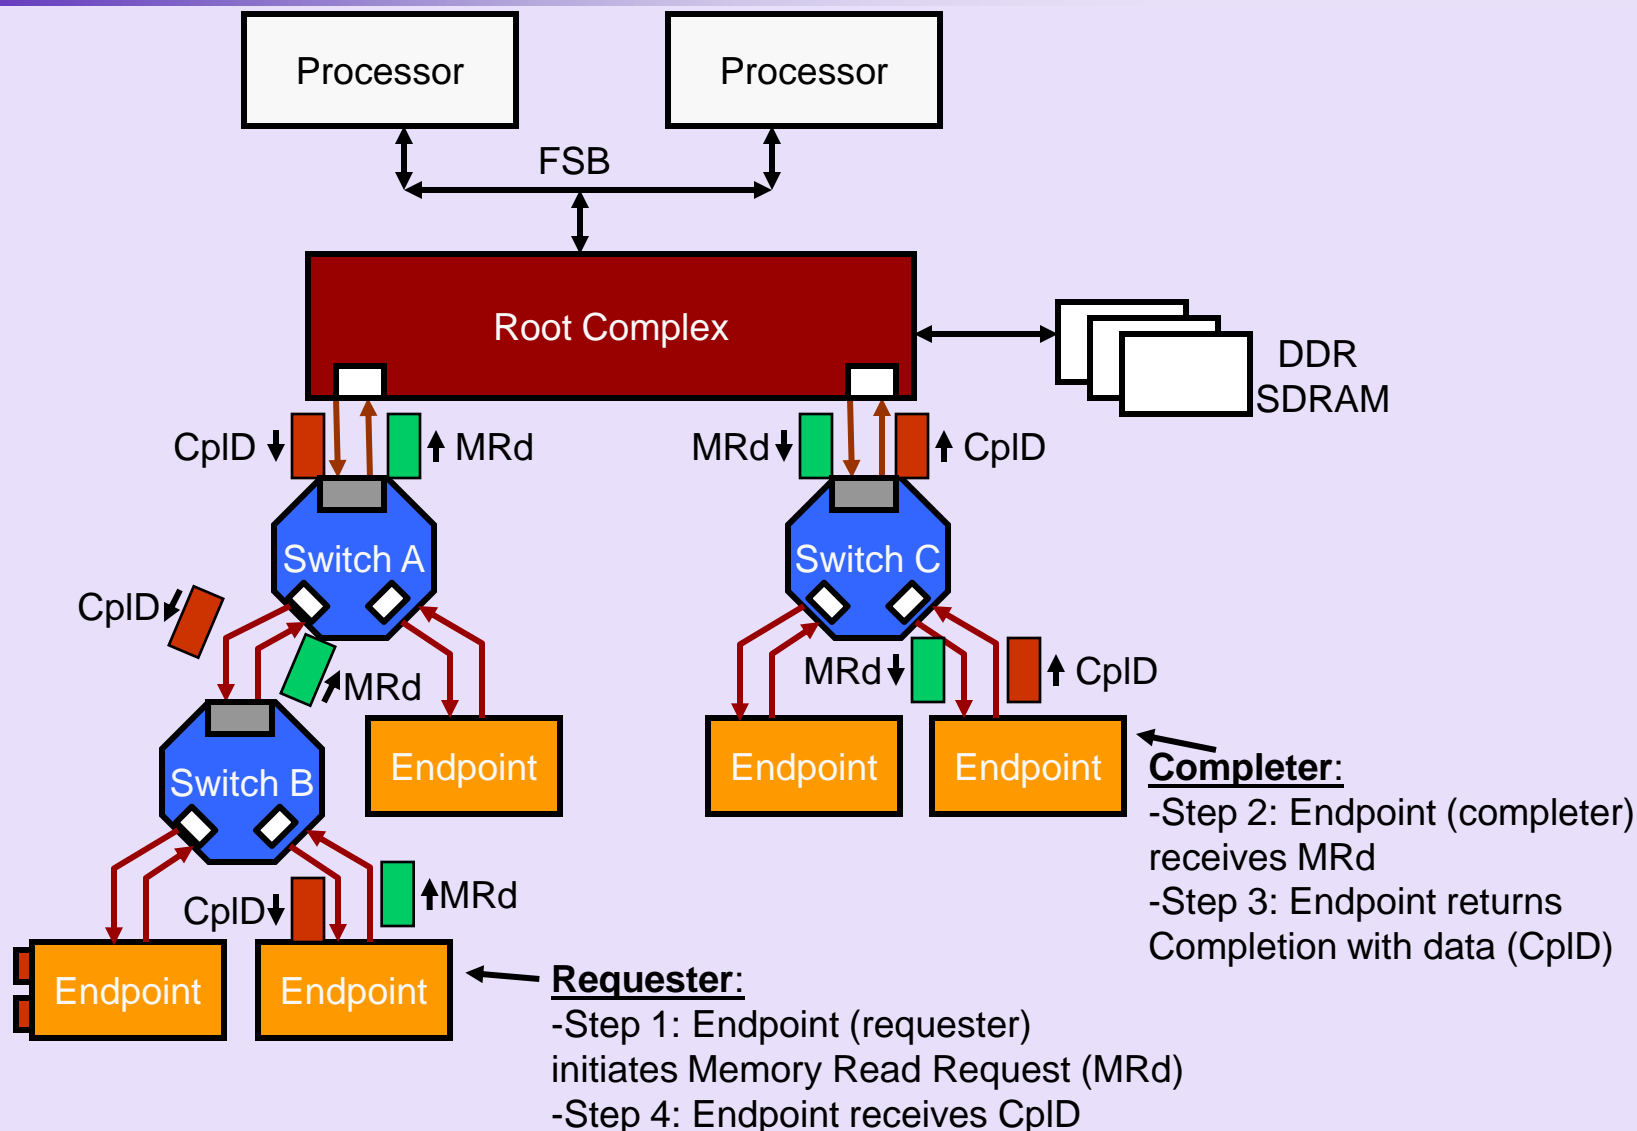 Processor
Processor
FSB
Root Complex
DDR
SDRAM
CplD
MRd
MRd
CplD
Switch A
Switch C
CplD
MRd
MRd
CplD
Endpoint
Endpoint
Endpoint
Switch B
Completer:
-Step 2: Endpoint (completer)
receives MRd
-Step 3: Endpoint returns
Completion with data (CplD)
CplD
MRd
Endpoint
Endpoint
Requester:
-Step 1: Endpoint (requester)
initiates Memory Read Request (MRd)
-Step 4: Endpoint receives CplD